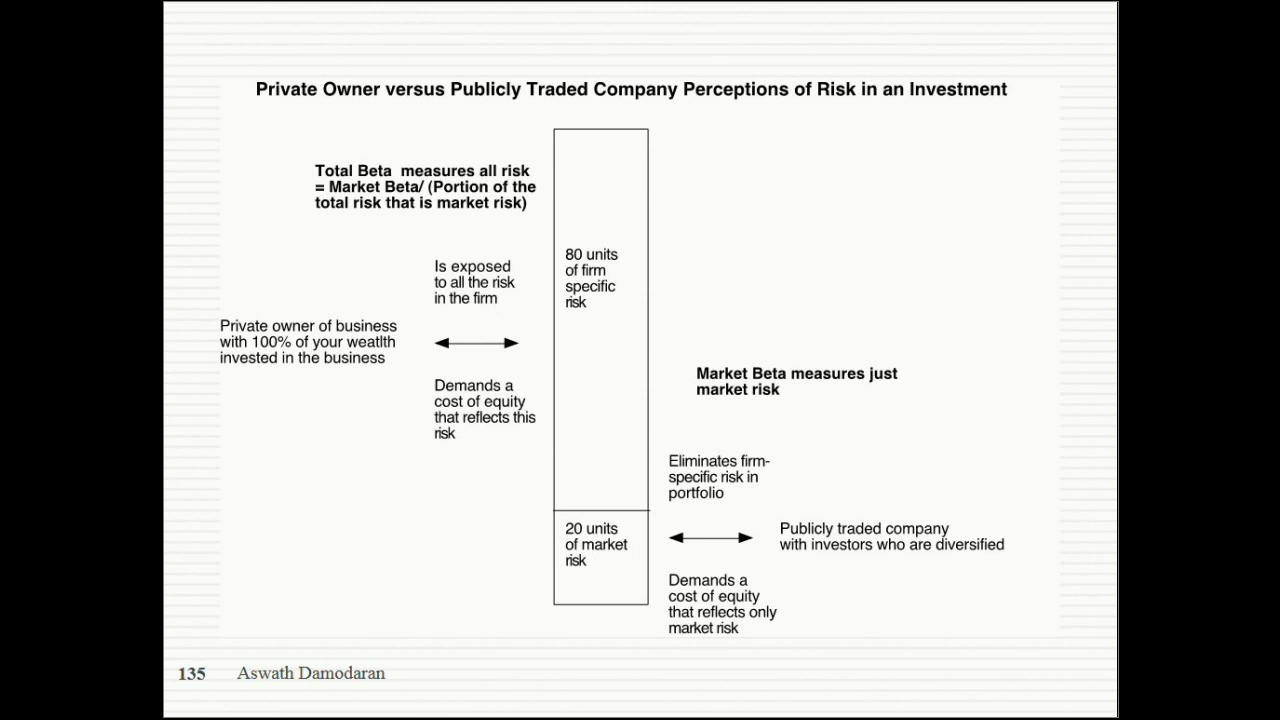 Private Owner versus Publicly Traded Company Perceptions of Risk in an Investment
Total Beta measures all risk
= Market Beta/ (Portion of the
total risk that is market risk)
80 units
of firm
specific
risk
Is exposed
to all the risk
in the firm
Private owner of business
with 100% of your weatlth
invested in the business
Demands a
cost of equity
that reflects this
risk
Market Beta measures just
market risk
Eliminates firm-
specific risk in
portfolio
20 units
of market
risk
Publicly traded company
with investors who are diversified
Demands a
cost of equity
that reflects only
market risk
135 Aswath Damodaran